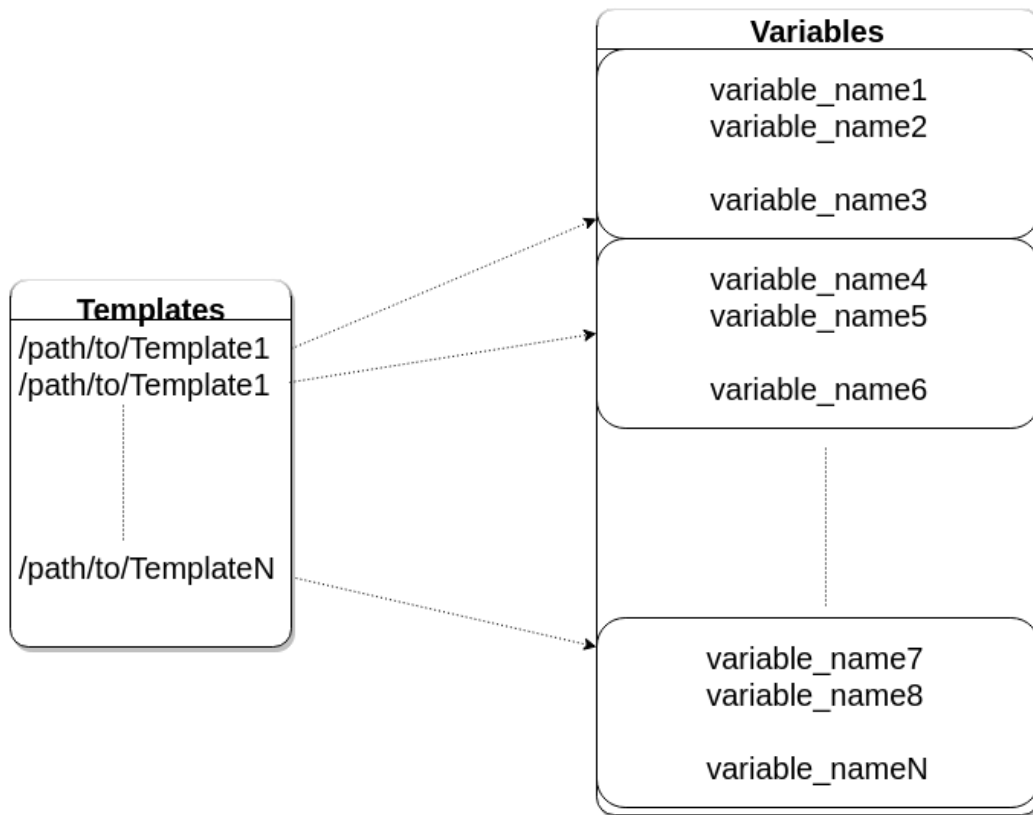 Templates
/path/to/Template1
/path/to/Template1
/path/to/TemplateN
Variables
variable_name1
variable_name2
variable_name3
variable_name4
variable_name5
variable_name6
variable_name7
variable_name8
variable_nameN